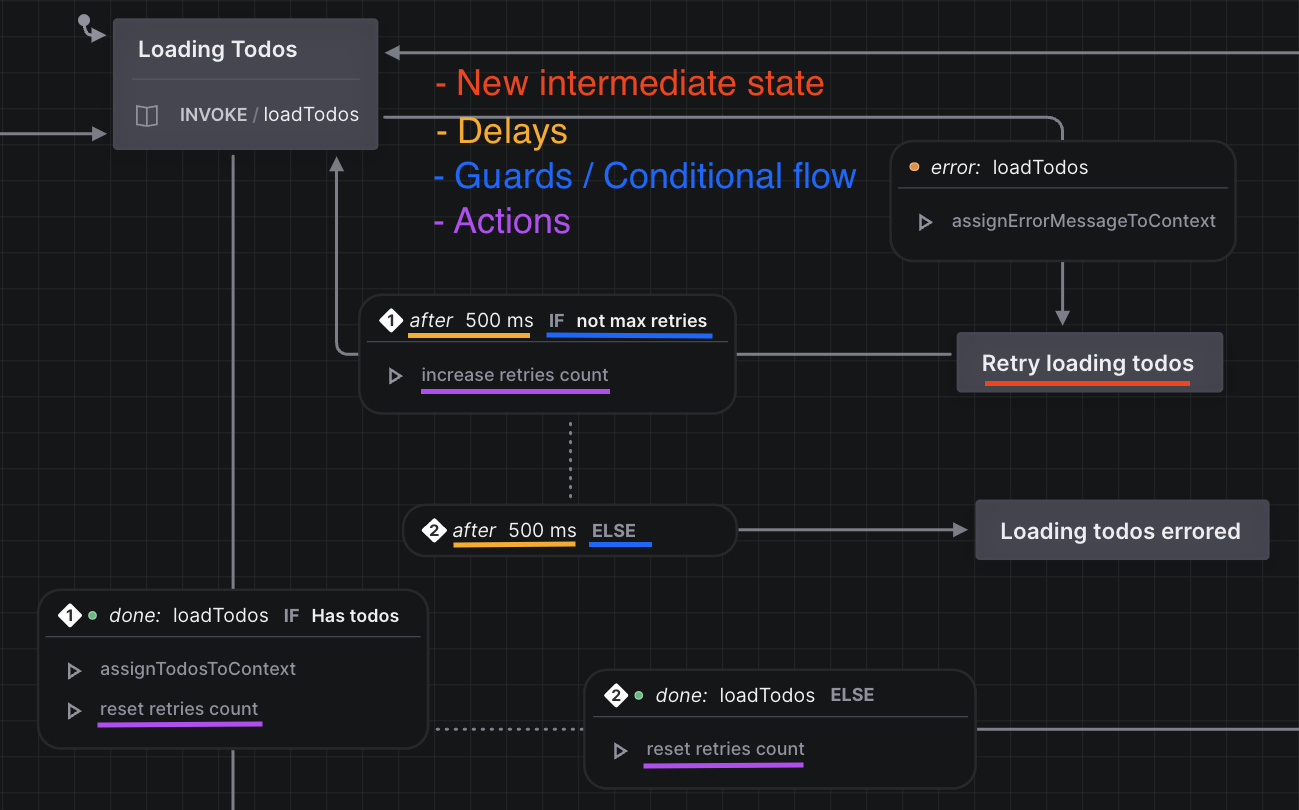 Loading Todos
INVOKE / loadTodos
- New intermediate state
- Delays
- Guards / Conditional flow
- Actions
error: loadTodos
assignErrorMessageToContext
1 after 500 ms IF not max retries
increase retries count
Retry loading todos
2 after 500 ms ELSE
Loading todos errored
1 done: loadTodos IF Has todos
assignTodosToContext
reset retries count
2 done: loadTodos ELSE
reset retries count